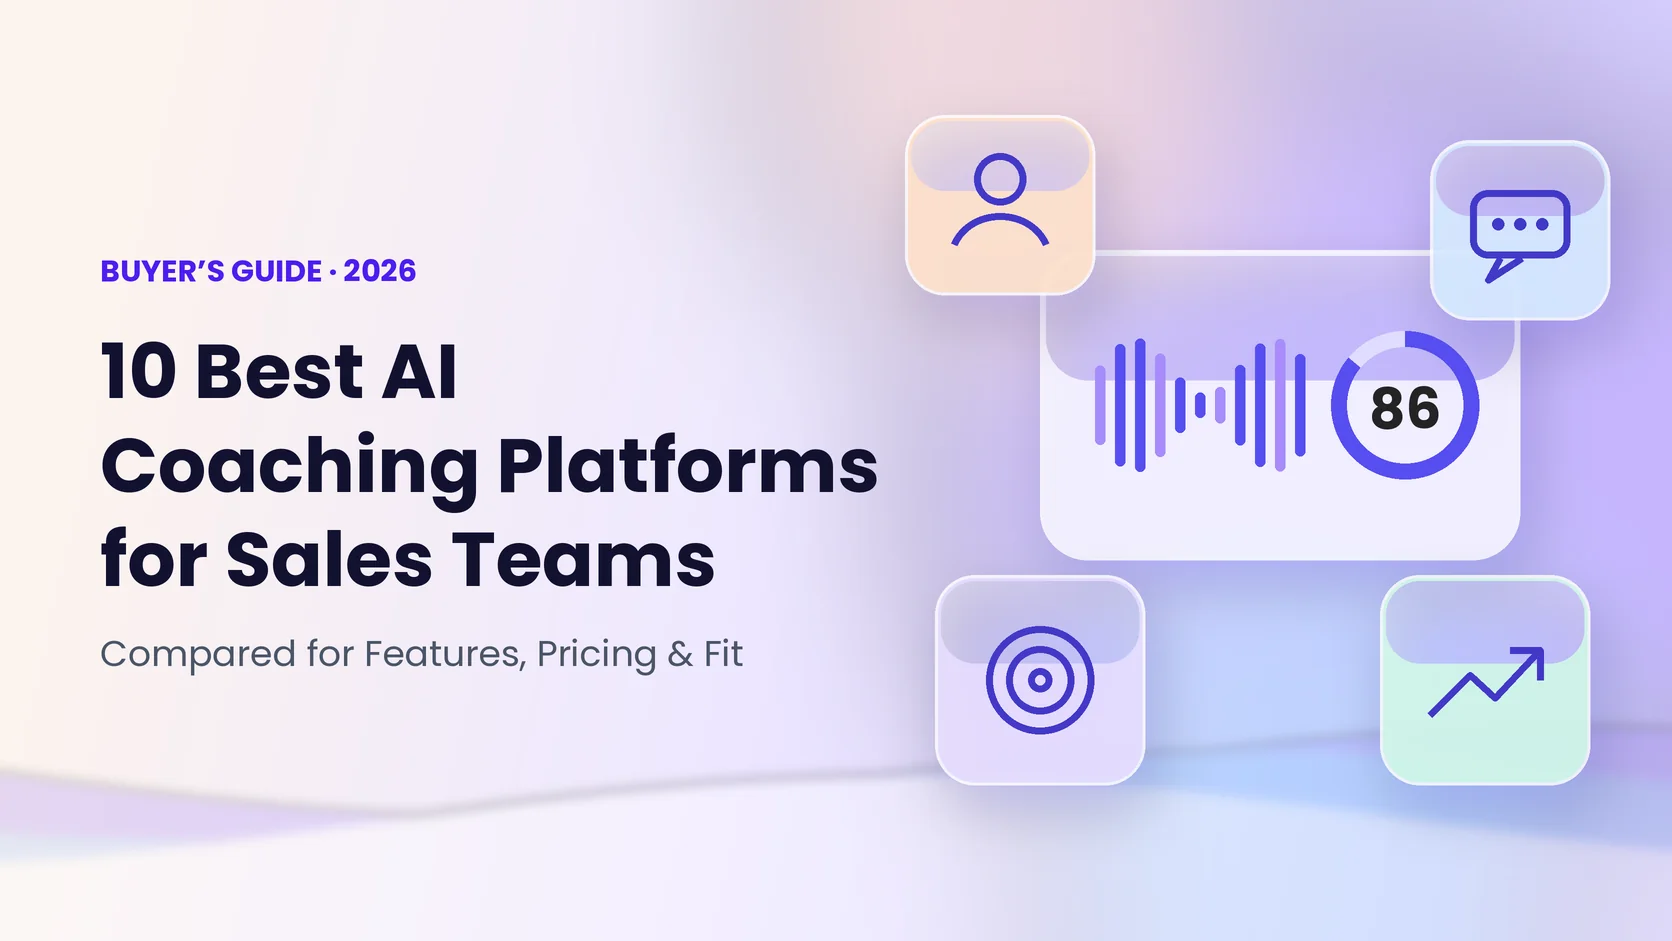 BUYER’S GUIDE · 2026
10 Best AI
Coaching Platforms
for Sales Teams
Compared for Features, Pricing & Fit
86